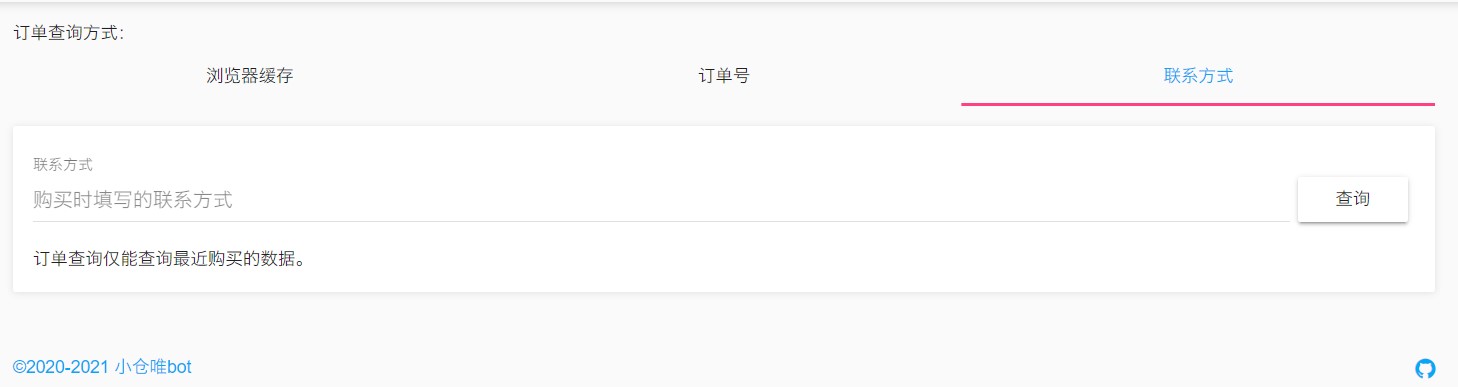 订单查询方式：
浏览器缓存
订单号
联系方式
联系方式
购买时填写的联系方式
查询
订单查询仅能查询最近购买的数据。
©2020-2021 小仓唯bot